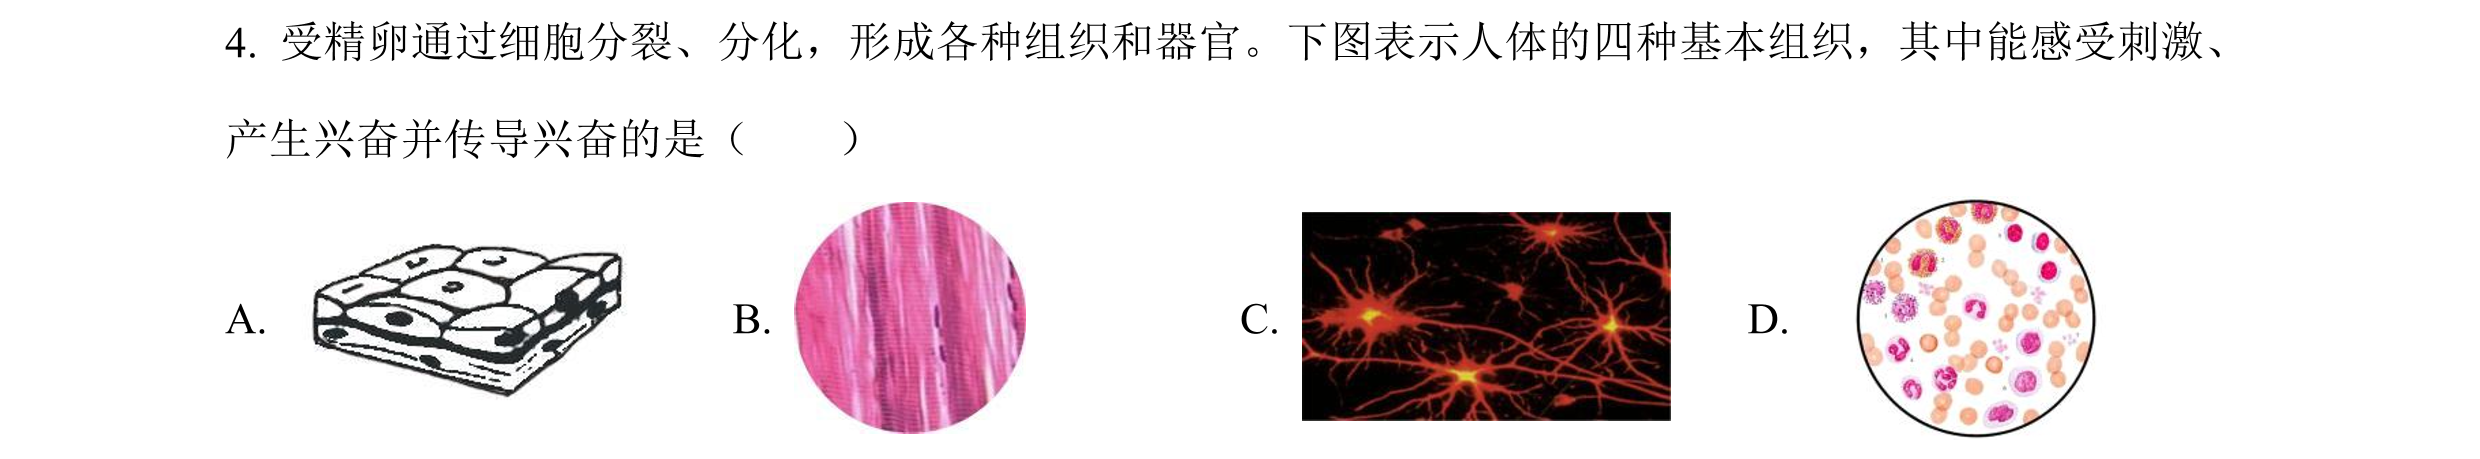 4. 受精卵通过细胞分裂、分化，形成各种组织和器官。下图表示人体的四种基本组织，其中能感受刺激、
产生兴奋并传导兴奋的是（　　）
A. B. C. D.